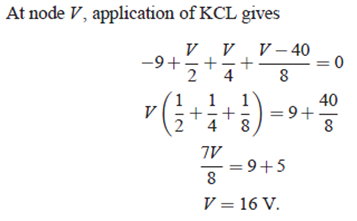 At node V, application of KCL gives
-9 + V/2 + V/4 + (V - 40)/8 = 0
V(1/2 + 1/4 + 1/8) = 9 + 40/8
7V/8 = 9 + 5
V = 16 V.